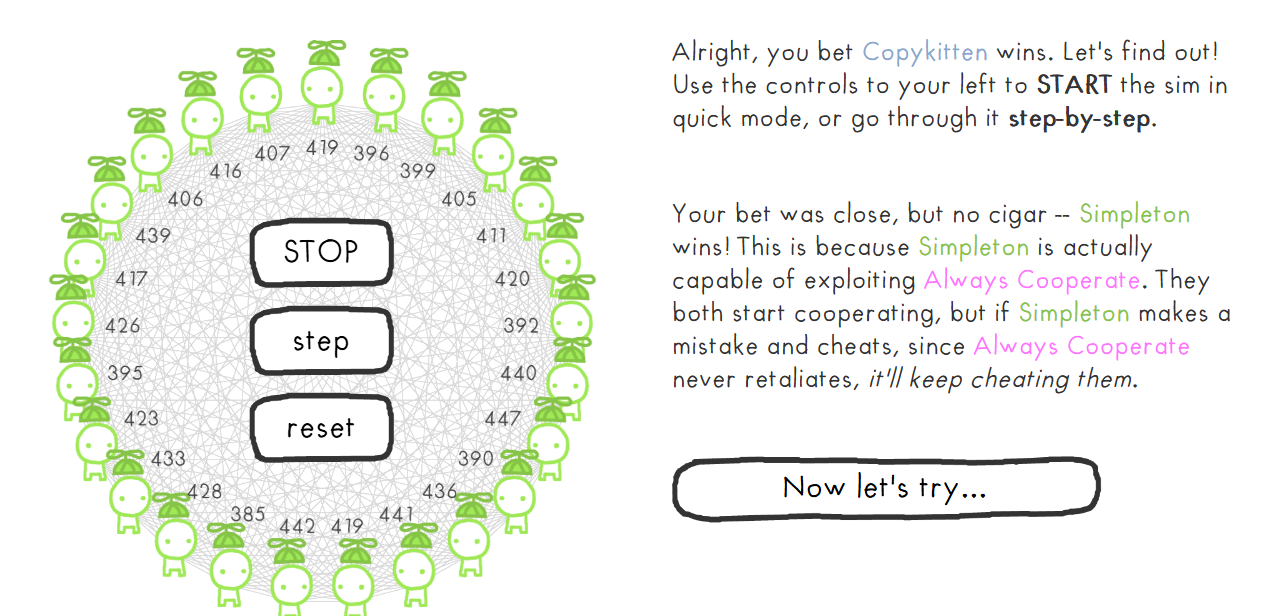 Alright, you bet Copykitten wins. Let's find out!
Use the controls to your left to START the sim in
quick mode, or go through it step-by-step.
Your bet was close, but no cigar -- Simpleton
wins! This is because Simpleton is actually
capable of exploiting Always Cooperate. They
both start cooperating, but if Simpleton makes a
mistake and cheats, since Always Cooperate
never retaliates, it'll keep cheating them.
Now let's try...
STOP
step
reset
419
396
399
405
411
420
392
440
447
390
436
441
419
442
385
428
433
423
395
426
417
439
406
416
407